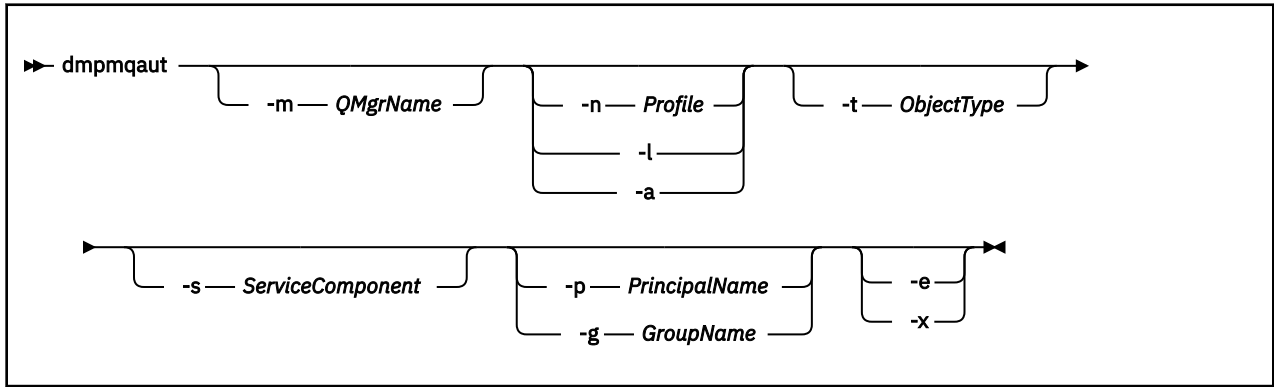 dmpmqaut -m QMgrName -n Profile -t ObjectType
-l
-a
-s ServiceComponent -p PrincipalName -e
-g GroupName -x